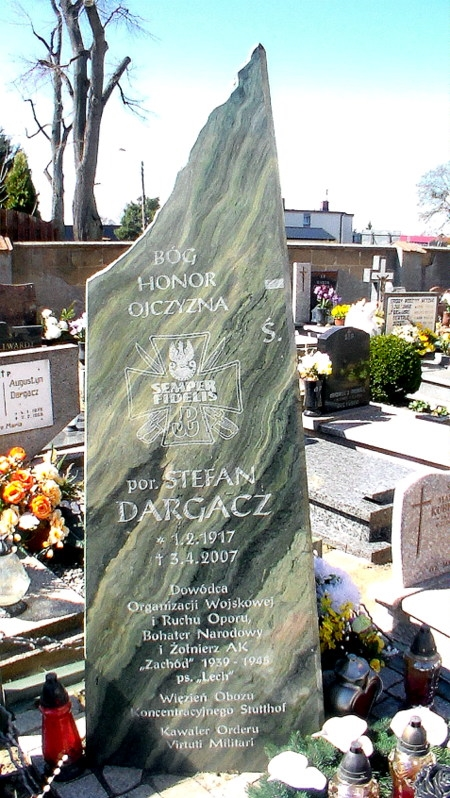 BÓG
HONOR
OJCZYZNA
Ś.
SEMPER
FIDELIS
por. STEFAN
DARGACZ
* 1.2.1917
† 3.4.2007
Dowódca
Organizacji Wojskowej
i Ruchu Oporu,
Bohater Narodowy
i Żołnierz AK
„Zachód" 1939 - 1945
ps. „Lech"
Więzień Obozu
Koncentracyjnego Stutthof
Kawaler Orderu
Virtuti Militari
Augustyn
Dargacz